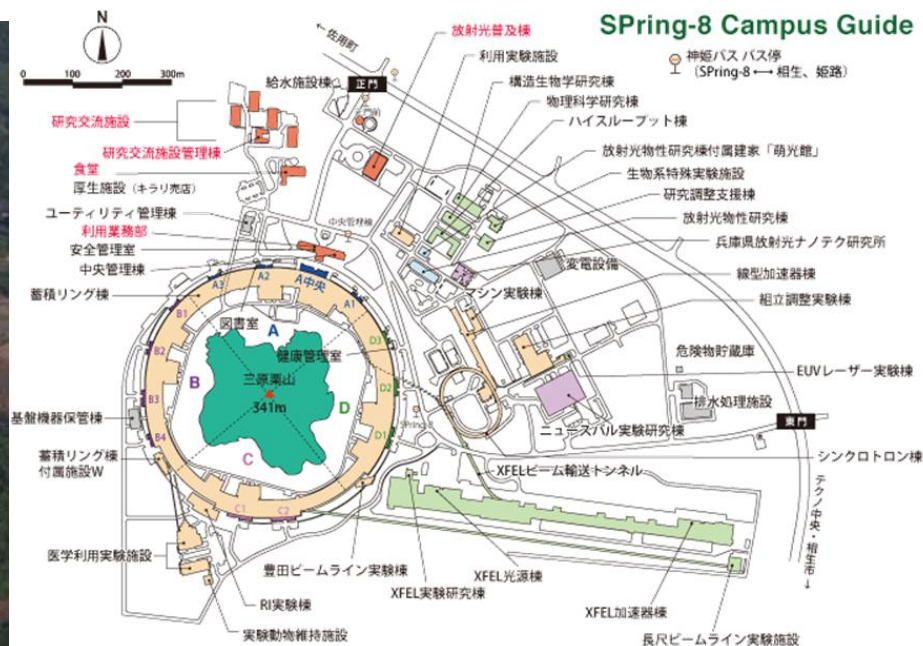 SPring-8 Campus Guide
N
0 100 200 300m
←佐用町
神姫バス バス停
（SPring-8 ⟷ 相生、姫路）
放射光普及棟
利用実験施設
給水施設棟
正門
構造生物学研究棟
物理科学研究棟
ハイスループット棟
研究交流施設
研究交流施設管理棟
放射光物性研究棟付属建家「萌光館」
食堂
厚生施設（キラリ売店）
生物系特殊実験施設
研究調整支援棟
ユーティリティ管理棟
中央管理棟
放射光物性研究棟
利用業務部
安全管理室
兵庫県放射光ナノテク研究所
中央管理棟
変電設備
線型加速器棟
蓄積リング棟
マシン実験棟
組立調整実験棟
A3
A2
A中央
A1
B1
図書室
A
健康管理室
D3
危険物貯蔵庫
B2
EUVレーザー実験棟
三原栗山
341m
B
D
D2
B3
排水処理施設
基盤機器保管棟
SPring-8
東門
B4
D1
ニュースバル実験研究棟
C
蓄積リング棟
付属施設W
シンクロトロン棟
XFELビーム輸送トンネル
テクノ中央・相生市→
C1
C2
医学利用実験施設
豊田ビームライン実験棟
XFEL光源棟
XFEL実験研究棟
RI実験棟
XFEL加速器棟
実験動物維持施設
長尺ビームライン実験施設